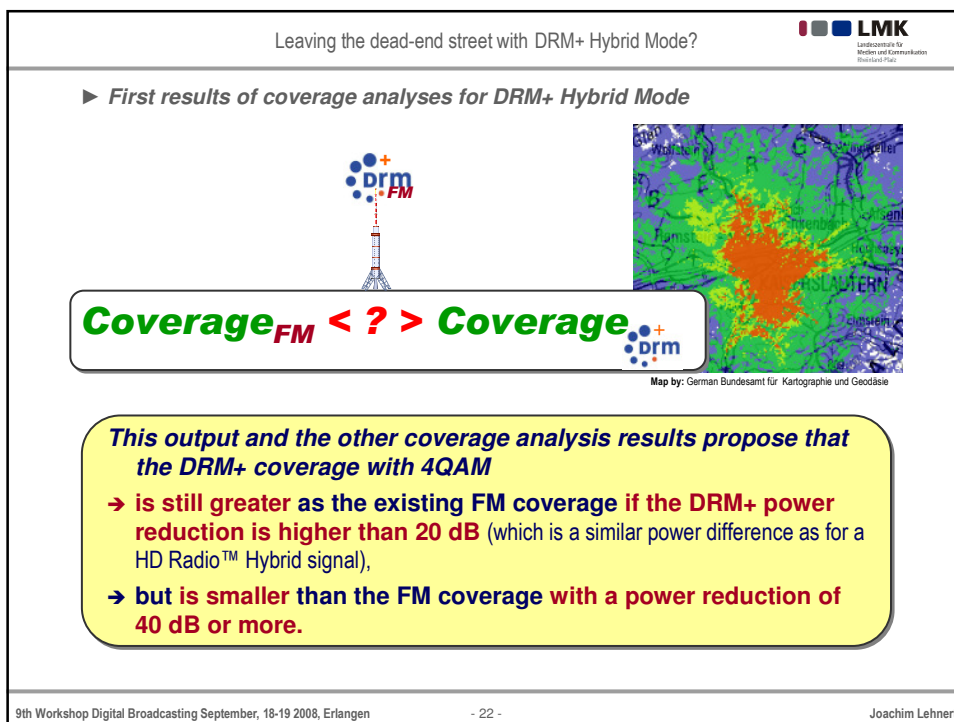 Leaving the dead-end street with DRM+ Hybrid Mode?
LMK
Landeszentrale für
Medien und Kommunikation
Rheinland-Pfalz
► First results of coverage analyses for DRM+ Hybrid Mode
Drm+
FM
CoverageFM < ? > Coverage Drm+
KAISERSLAUTERN
Map by: German Bundesamt für Kartographie und Geodäsie
This output and the other coverage analysis results propose that
the DRM+ coverage with 4QAM
➔ is still greater as the existing FM coverage if the DRM+ power
reduction is higher than 20 dB (which is a similar power difference as for a
HD Radio™ Hybrid signal),
➔ but is smaller than the FM coverage with a power reduction of
40 dB or more.
9th Workshop Digital Broadcasting September, 18-19 2008, Erlangen
- 22 -
Joachim Lehnert